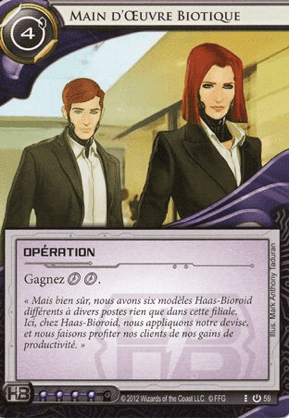 MAIN D'ŒUVRE BIOTIQUE
4
OPÉRATION
Gagnez
« Mais bien sûr, nous avons six modèles Haas-Bioroid
différents à divers postes rien que dans cette filiale.
Ici, chez Haas-Bioroid, nous appliquons notre devise,
et nous faisons profiter nos clients de nos gains de
productivité. »
Illus. Mark Anthony Taduran
HB
©2012 Wizards of the Coast LLC. © FFG
59